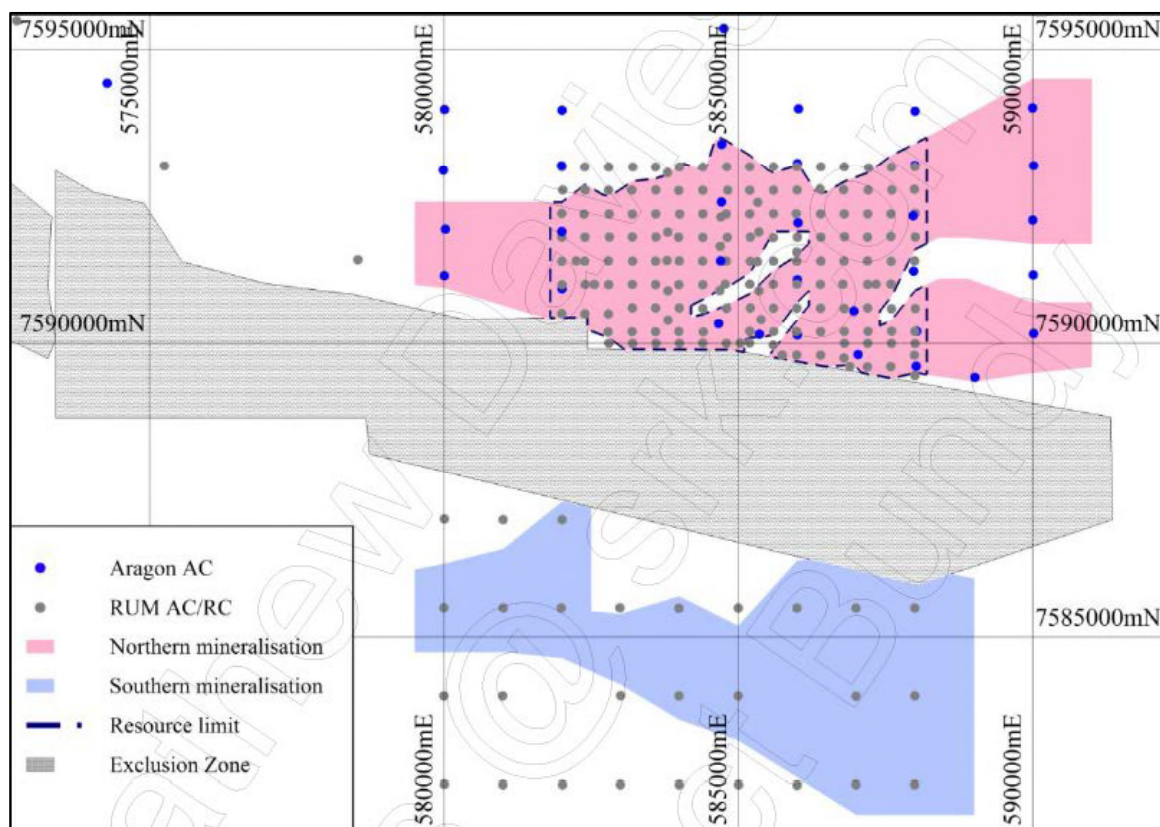 7595000mN
575000mE
580000mE
585000mE
590000mE
7595000mN
7590000mN
7590000mN
Aragon AC
RUM AC/RC
Northern mineralisation
Southern mineralisation
Resource limit
Exclusion Zone
7585000mN
580000mE
585000mE
590000mE